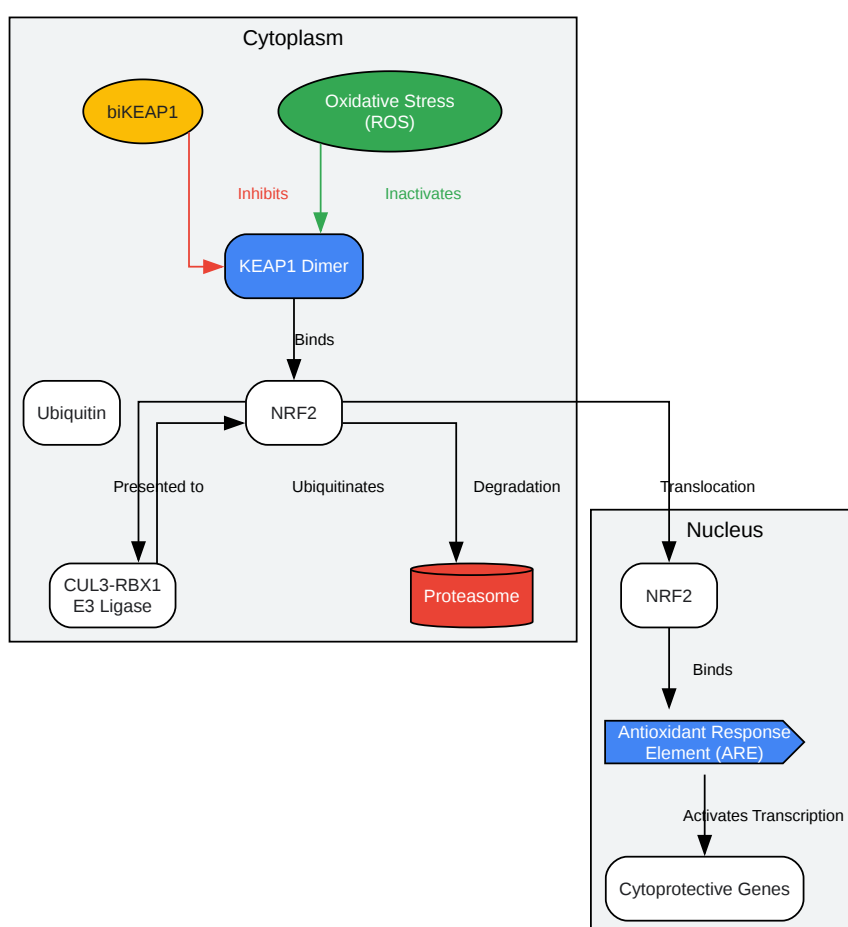 Cytoplasm
biKEAP1
Oxidative Stress
(ROS)
Inhibits
Inactivates
KEAP1 Dimer
Binds
Ubiquitin
NRF2
Presented to
Ubiquitinates
Degradation
Translocation
Nucleus
CUL3-RBX1
E3 Ligase
Proteasome
NRF2
Binds
Antioxidant Response
Element (ARE)
Activates Transcription
Cytoprotective Genes